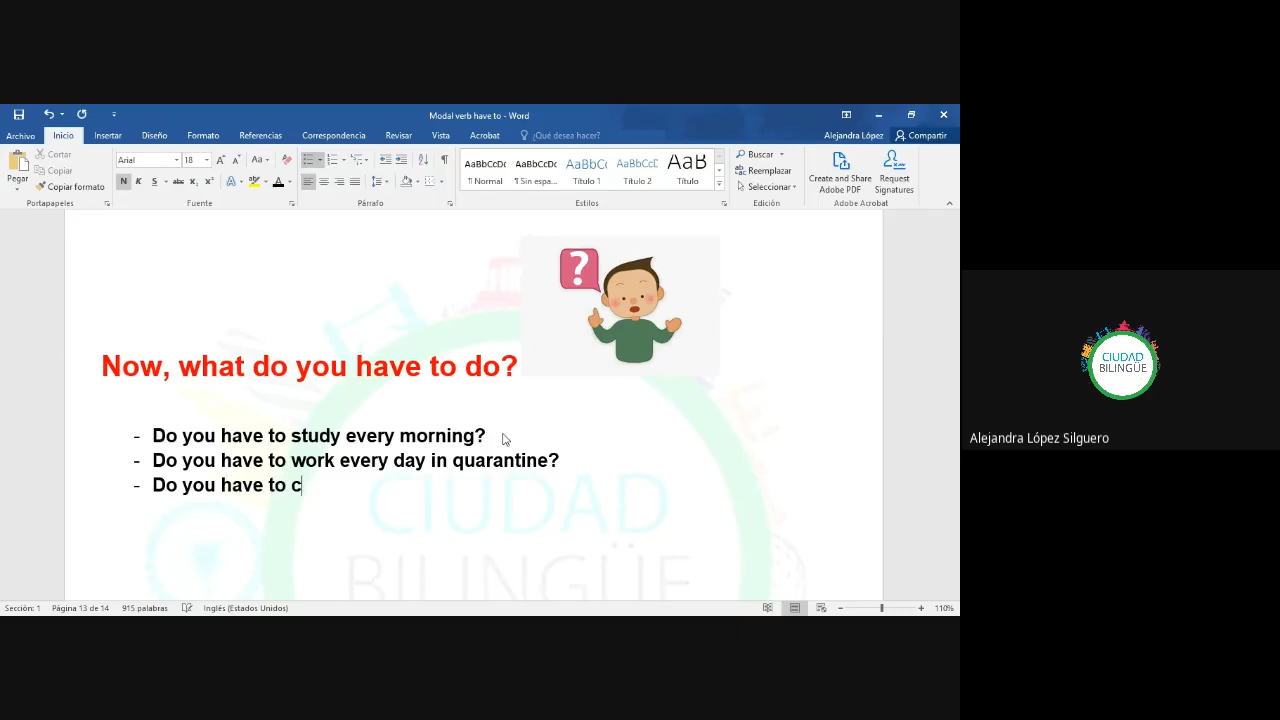 Modal verb have to - Word
Archivo Inicio Insertar Diseño Formato Referencias Correspondencia Revisar Vista Acrobat ¿Qué desea hacer? Alejandra López Compartir
Pegar
Cortar
Copiar
Copiar formato
Portapapeles
Arial 18 Aa
N K S abc x₂ x² A A
Fuente
Párrafo
AaBbCcDc AaBbCcDc AaBbCc AaBbCcD AaB
¶ Normal ¶ Sin espa... Título 1 Título 2 Título
Estilos
Buscar
Reemplazar
Seleccionar
Edición
Create and Share Adobe PDF
Request Signatures
Adobe Acrobat
?
Now, what do you have to do?
- Do you have to study every morning?
- Do you have to work every day in quarantine?
- Do you have to c
CIUDAD
BILINGÜE
Sección: 1 Página 13 de 14 915 palabras Inglés (Estados Unidos) 110%
CIUDAD
BILINGÜE
Alejandra López Silguero